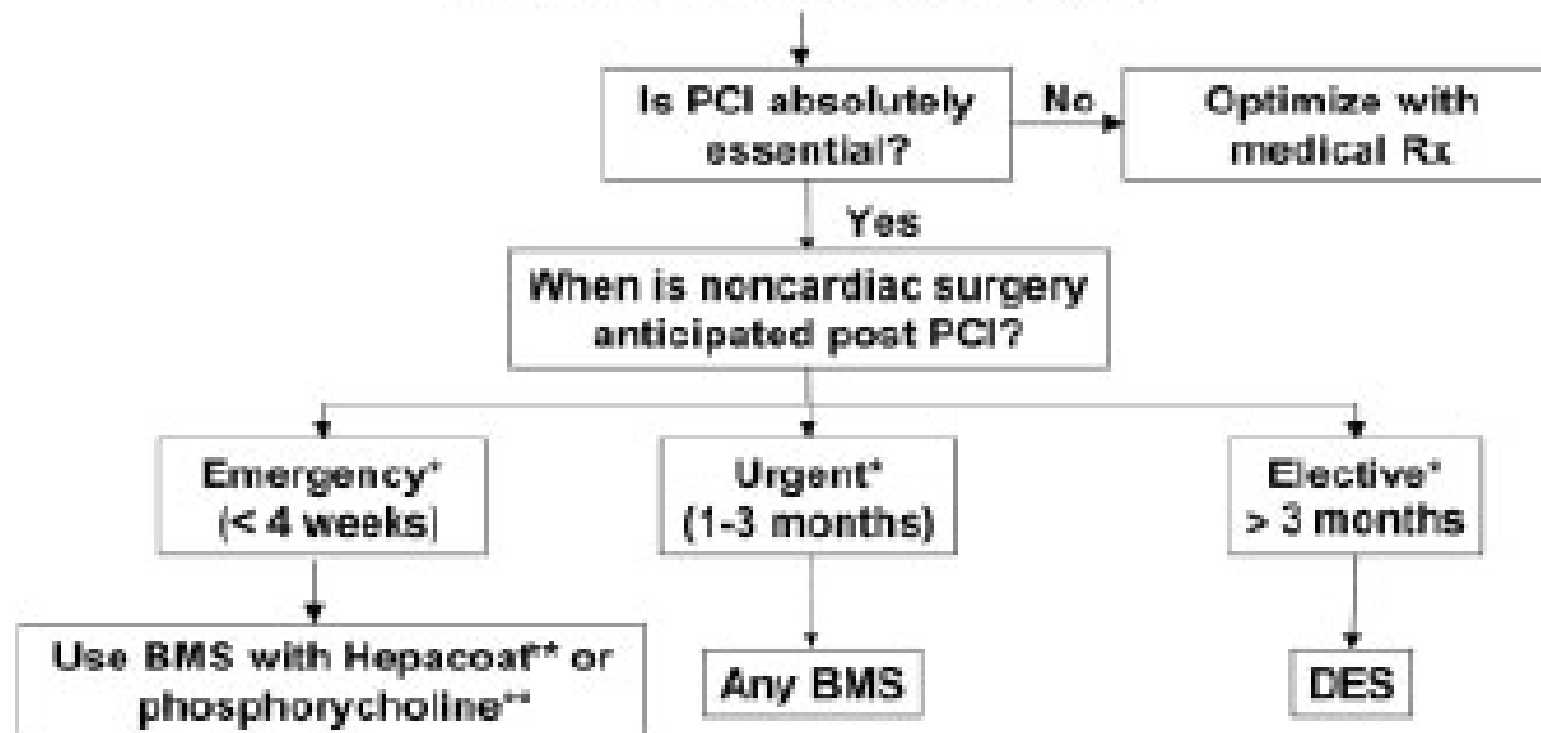 Is PCI absolutely
essential?
No
Optimize with
medical Rx
Yes
When is noncardiac surgery
anticipated post PCI?
Emergency*
(< 4 weeks)
Urgent*
(1-3 months)
Elective*
> 3 months
Use BMS with Hepacoat** or
phosphorycholine**
Any BMS
DES